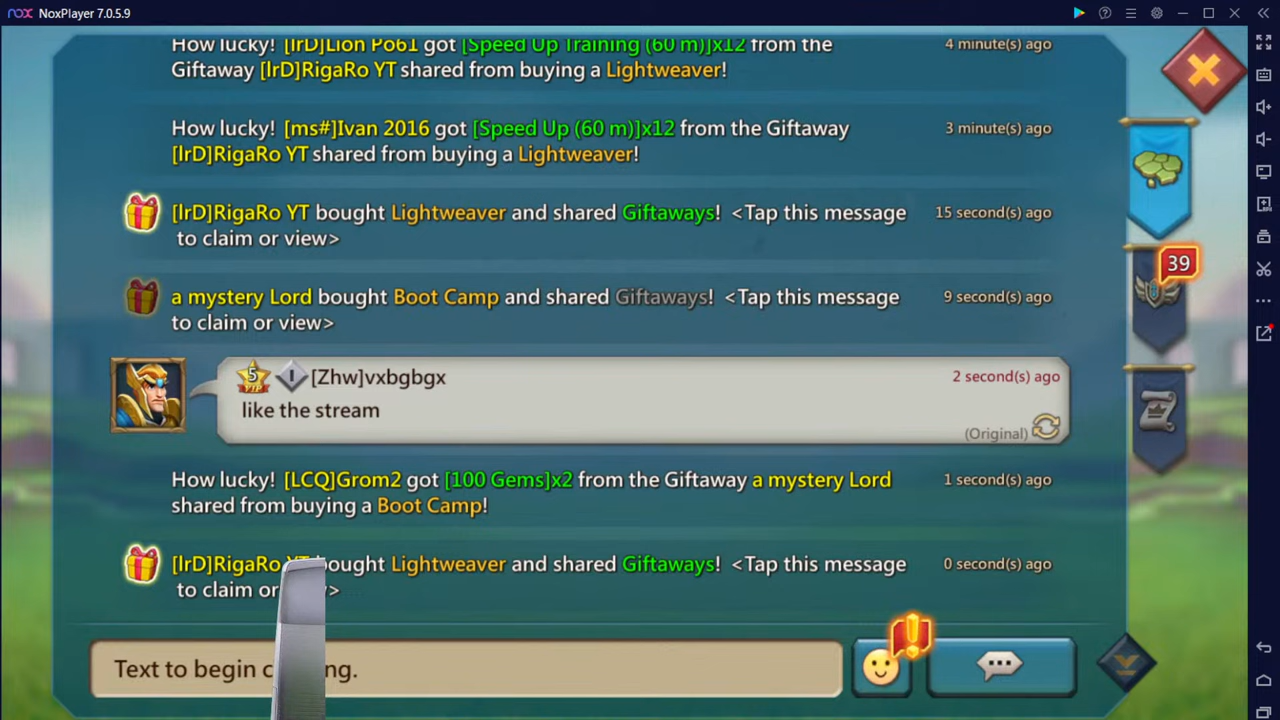 nox NoxPlayer 7.0.5.9
How lucky! [lrD]Lion Po61 got [Speed Up Training (60 m)]x12 from the
4 minute(s) ago
Giftaway [lrD]RigaRo YT shared from buying a Lightweaver!
How lucky! [ms#]Ivan 2016 got [Speed Up (60 m)]x12 from the Giftaway
3 minute(s) ago
[lrD]RigaRo YT shared from buying a Lightweaver!
[lrD]RigaRo YT bought Lightweaver and shared Giftaways! <Tap this message
15 second(s) ago
to claim or view>
39
a mystery Lord bought Boot Camp and shared Giftaways! <Tap this message
9 second(s) ago
to claim or view>
5 VIP I [Zhw]vxbgbgx
2 second(s) ago
like the stream
(Original)
How lucky! [LCQ]Grom2 got [100 Gems]x2 from the Giftaway a mystery Lord
1 second(s) ago
shared from buying a Boot Camp!
[lrD]RigaRo YT bought Lightweaver and shared Giftaways! <Tap this message
0 second(s) ago
to claim or >
Text to begin